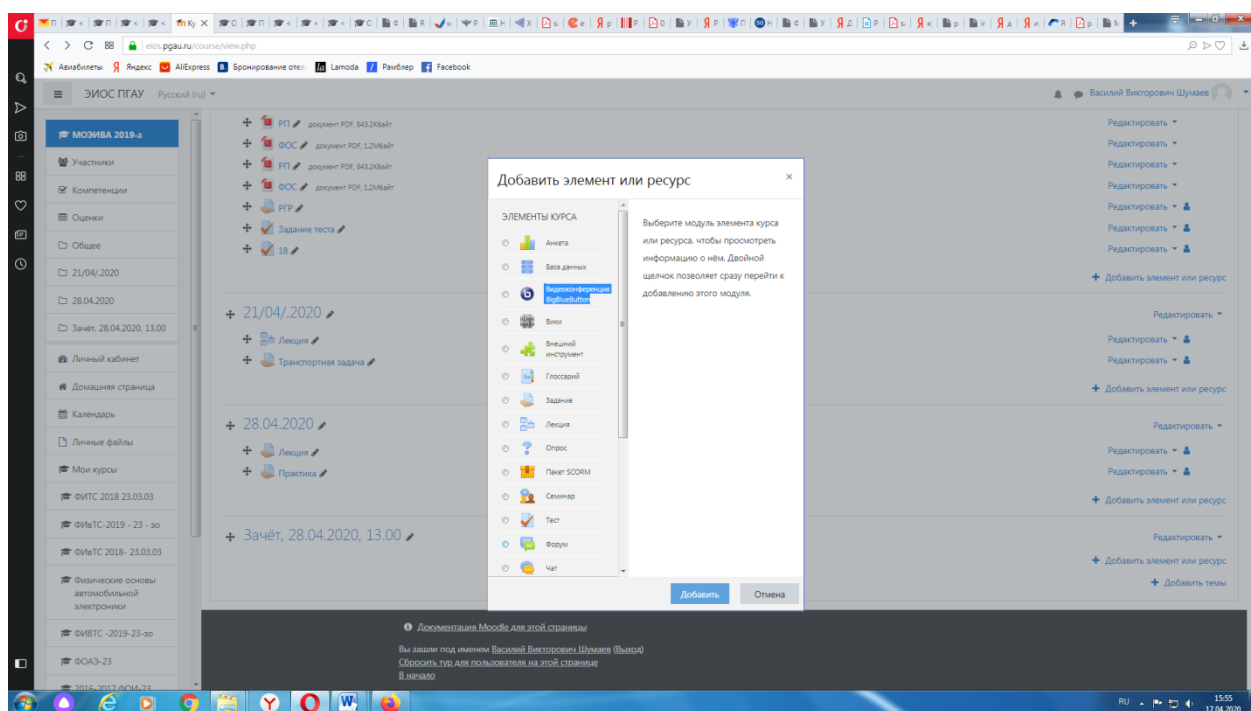 eios.pgau.ru/course/view.php
Авиабилеты Яндекс AliExpress Бронирование отел Lamoda Рамблер Facebook
ЭИОС ПГАУ Русский (ru)
Василий Викторович Шумаев
МОЭИВА 2019-з
Участники
Компетенции
Оценки
Общее
21/04/.2020
28.04.2020
Зачёт, 28.04.2020, 13.00
Личный кабинет
Домашняя страница
Календарь
Личные файлы
Мои курсы
ФИТС 2018 23.03.03
ФИвТС-2019 - 23 - зо
ФИвТС 2018- 23.03.03
Физические основы
автомобильной
электроники
ФИВТС -2019-23-зо
ФОАЭ-23
2016-2017 ФОИ-23
РП документ PDF, 843.2Кбайт Редактировать
ФОС документ PDF, 1.2Мбайт Редактировать
РП документ PDF, 843.2Кбайт Редактировать
ФОС документ PDF, 1.2Мбайт Редактировать
РГР Редактировать
Задание теста Редактировать
18 Редактировать
+ Добавить элемент или ресурс
21/04/.2020 Редактировать
Лекция Редактировать
Транспортная задача Редактировать
+ Добавить элемент или ресурс
28.04.2020 Редактировать
Лекция Редактировать
Практика Редактировать
+ Добавить элемент или ресурс
Зачёт, 28.04.2020, 13.00 Редактировать
+ Добавить элемент или ресурс
+ Добавить темы
Добавить элемент или ресурс ×
ЭЛЕМЕНТЫ КУРСА
Анкета
База данных
Видеоконференция
BigBlueButton
Вики
Внешний
инструмент
Глоссарий
Задание
Лекция
Опрос
Пакет SCORM
Семинар
Тест
Форум
Чат
Выберите модуль элемента курса
или ресурса, чтобы просмотреть
информацию о нём. Двойной
щелчок позволяет сразу перейти к
добавлению этого модуля.
Добавить Отмена
Документация Moodle для этой страницы
Вы зашли под именем Василий Викторович Шумаев (Выход)
Сбросить тур для пользователя на этой странице
В начало
RU 15:55
17.04.2020